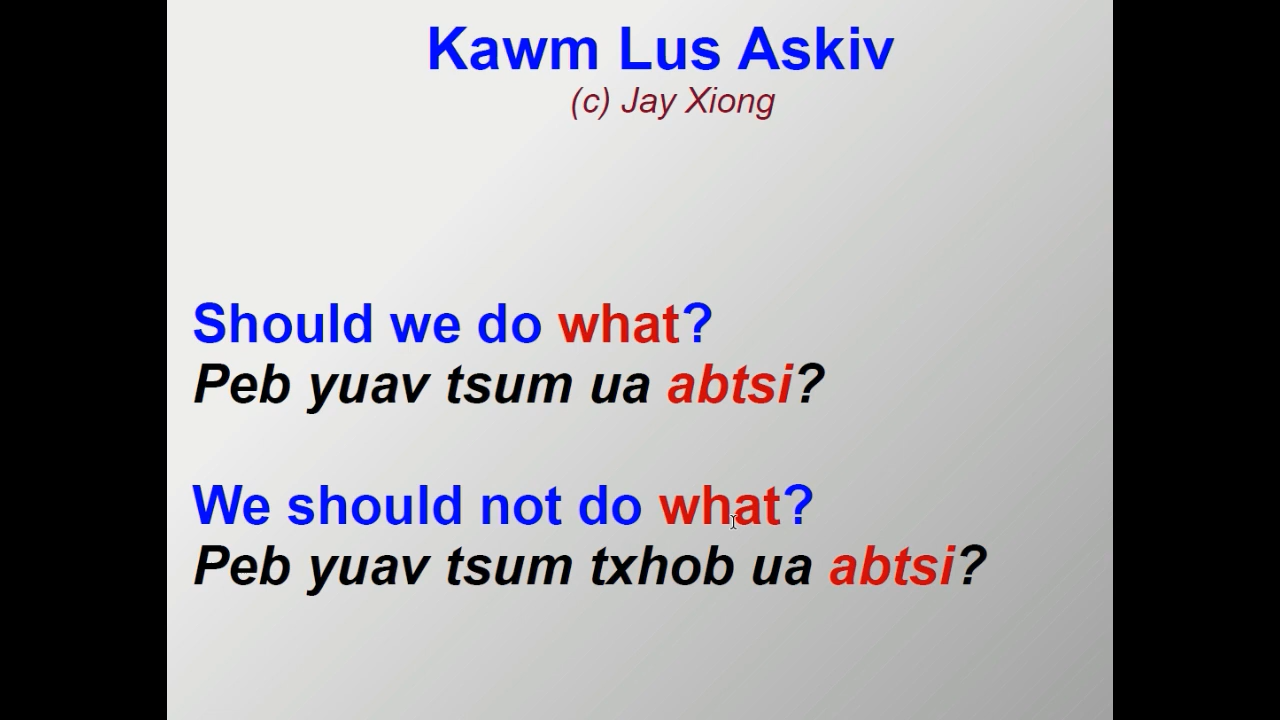 Kawm Lus Askiv
(c) Jay Xiong
Should we do what?
Peb yuav tsum ua abtsi?
We should not do what?
Peb yuav tsum txhob ua abtsi?